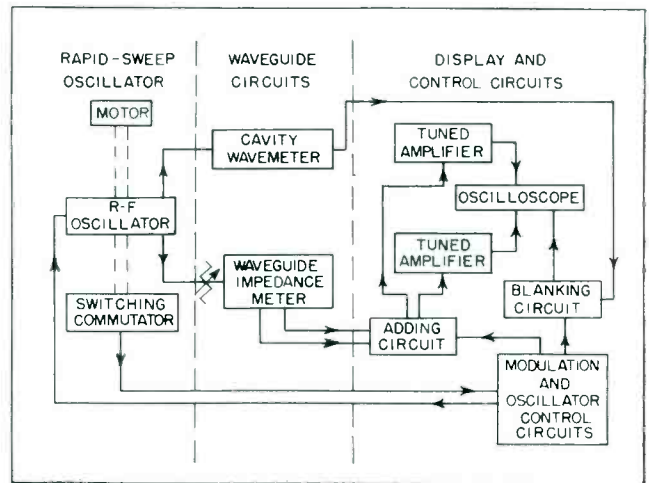 RAPID-SWEEP
OSCILLATOR
WAVEGUIDE
CIRCUITS
DISPLAY AND
CONTROL CIRCUITS
MOTOR
CAVITY
WAVEMETER
TUNED
AMPLIFIER
R-F
OSCILLATOR
OSCILLOSCOPE
TUNED
AMPLIFIER
WAVEGUIDE
IMPEDANCE
METER
SWITCHING
COMMUTATOR
BLANKING
CIRCUIT
ADDING
CIRCUIT
MODULATION
AND
OSCILLATOR
CONTROL
CIRCUITS